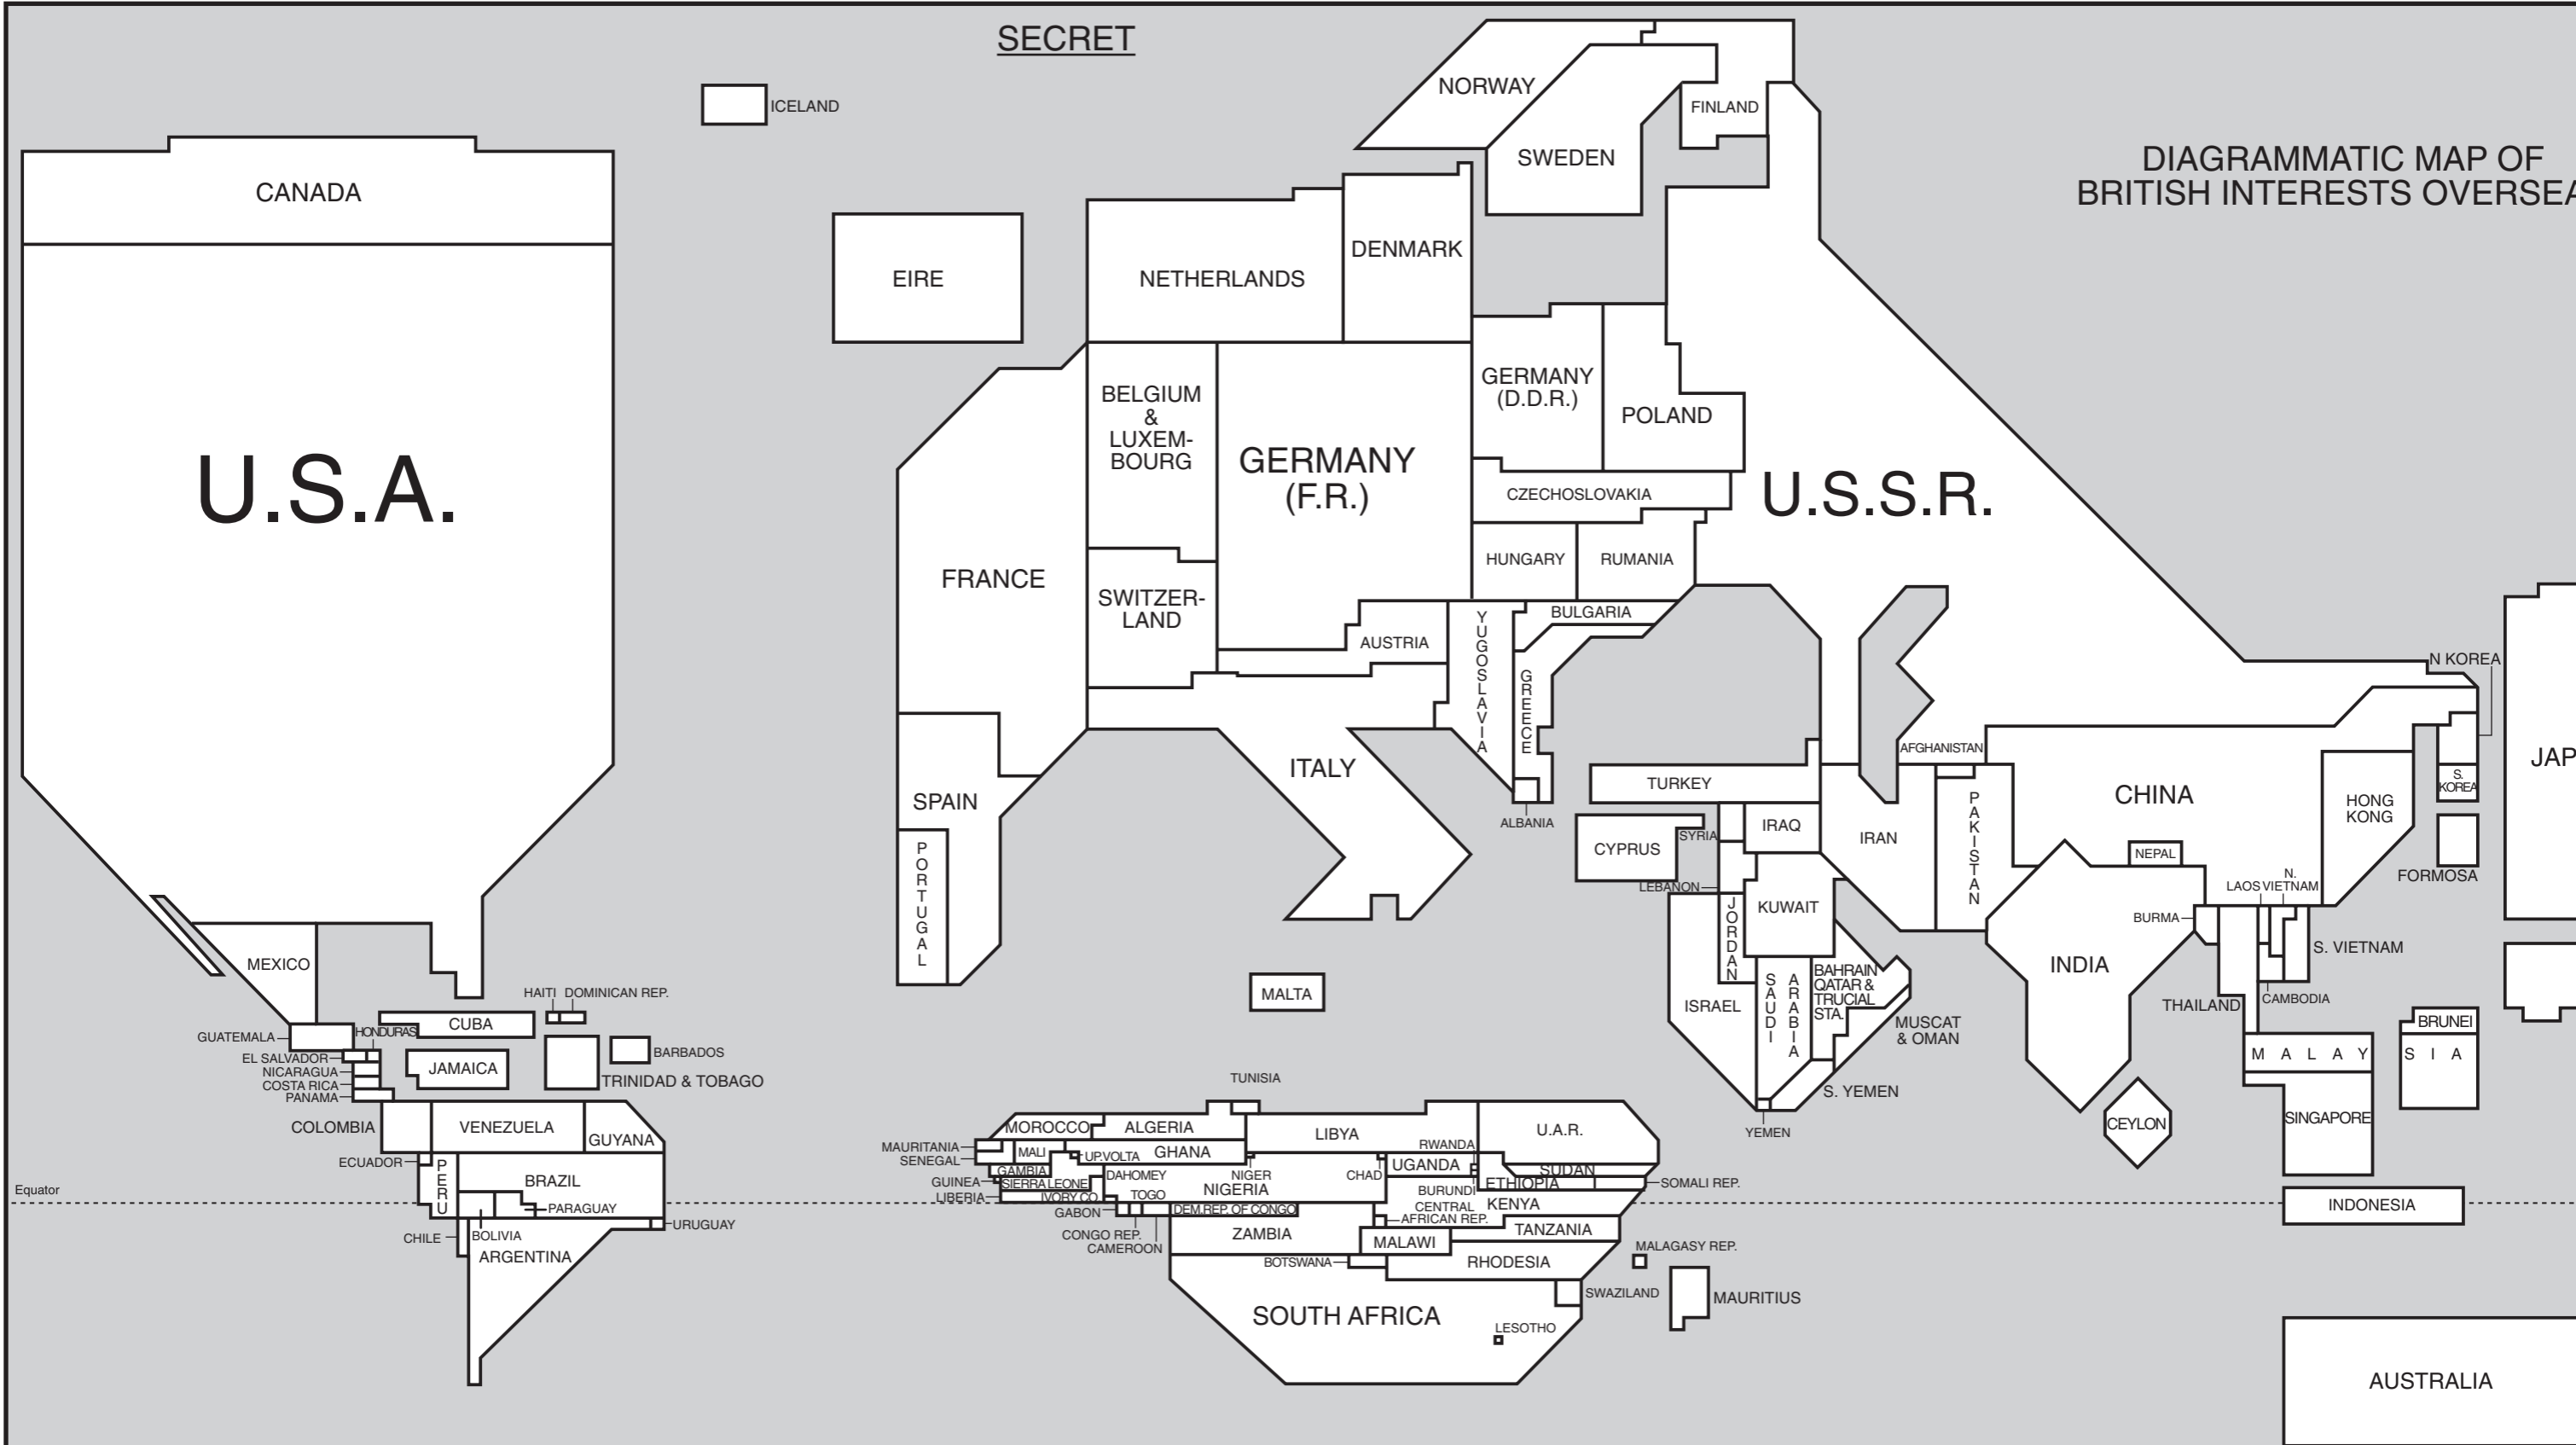 SECRET
ICELAND
NORWAY
FINLAND
SWEDEN
DIAGRAMMATIC MAP OF
BRITISH INTERESTS OVERSEA
CANADA
EIRE
NETHERLANDS
DENMARK
U.S.A.
BELGIUM
&
LUXEM-
BOURG
GERMANY
(F.R.)
GERMANY
(D.D.R.)
POLAND
CZECHOSLOVAKIA
U.S.S.R.
FRANCE
SWITZER-
LAND
HUNGARY
RUMANIA
BULGARIA
AUSTRIA
YUGOSLAVIA
GREECE
N KOREA
AFGHANISTAN
ITALY
SPAIN
TURKEY
CHINA
JAP
S.
KOREA
HONG
KONG
ALBANIA
CYPRUS
SYRIA
IRAQ
IRAN
PAKISTAN
NEPAL
PORTUGAL
LEBANON
KUWAIT
JORDAN
LAOS
N.
VIETNAM
FORMOSA
BURMA
S. VIETNAM
MEXICO
INDIA
MALTA
ISRAEL
SAUDI
ARABIA
BAHRAIN
QATAR &
TRUCIAL
STA.
MUSCAT
& OMAN
THAILAND
CAMBODIA
HAITI
DOMINICAN REP.
GUATEMALA
HONDURAS
CUBA
BRUNEI
EL SALVADOR
NICARAGUA
COSTA RICA
PANAMA
JAMAICA
BARBADOS
TRINIDAD & TOBAGO
MALAY
SIA
TUNISIA
S. YEMEN
YEMEN
CEYLON
SINGAPORE
COLOMBIA
VENEZUELA
GUYANA
MOROCCO
ALGERIA
LIBYA
U.A.R.
MAURITANIA
SENEGAL
MALI
UP.VOLTA
GHANA
RWANDA
ECUADOR
PERU
BRAZIL
GAMBIA
DAHOMEY
NIGER
CHAD
UGANDA
SUDAN
GUINEA
SIERRA LEONE
NIGERIA
BURUNDI
ETHIOPIA
SOMALI REP.
Equator
LIBERIA
IVORY CO.
TOGO
KENYA
INDONESIA
PARAGUAY
GABON
DEM.REP. OF CONGO
CENTRAL
AFRICAN REP.
URUGUAY
CHILE
BOLIVIA
CONGO REP.
CAMEROON
ZAMBIA
MALAWI
TANZANIA
ARGENTINA
BOTSWANA
RHODESIA
MALAGASY REP.
SWAZILAND
MAURITIUS
SOUTH AFRICA
LESOTHO
AUSTRALIA